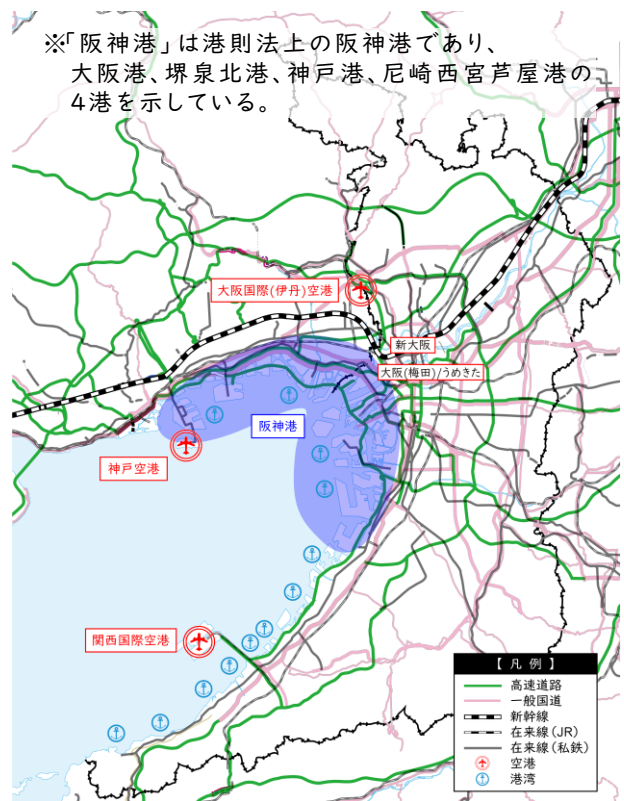 ※「阪神港」は港則法上の阪神港であり、
大阪港、堺泉北港、神戸港、尼崎西宮芦屋港の
4港を示している。
大阪国際(伊丹)空港
新大阪
大阪(梅田)/うめきた
阪神港
神戸空港
関西国際空港
【凡例】
高速道路
一般国道
新幹線
在来線(JR)
在来線(私鉄)
空港
港湾